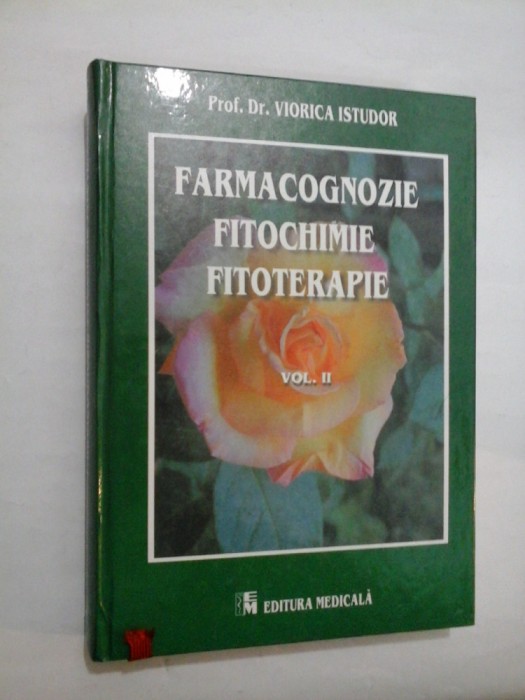 Prof. Dr. VIORICA ISTUDOR
FARMACOGNOZIE
FITOCHIMIE
FITOTERAPIE
VOL. II
EM EDITURA MEDICALĂ